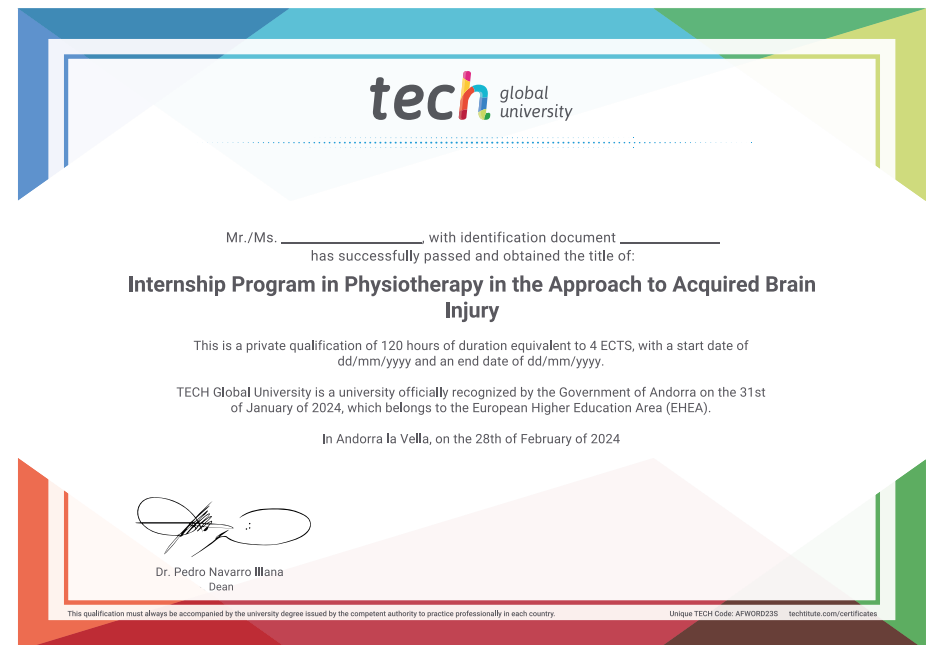 tech global university
Mr./Ms. ____________, with identification document ____________
has successfully passed and obtained the title of:
Internship Program in Physiotherapy in the Approach to Acquired Brain
Injury
This is a private qualification of 120 hours of duration equivalent to 4 ECTS, with a start date of
dd/mm/yyyy and an end date of dd/mm/yyyy.
TECH Global University is a university officially recognized by the Government of Andorra on the 31st
of January of 2024, which belongs to the European Higher Education Area (EHEA).
In Andorra la Vella, on the 28th of February of 2024
Dr. Pedro Navarro Illana
Dean
This qualification must always be accompanied by the university degree issued by the competent authority to practice professionally in each country.
Unique TECH Code: AFWORD23S techtitute.com/certificates